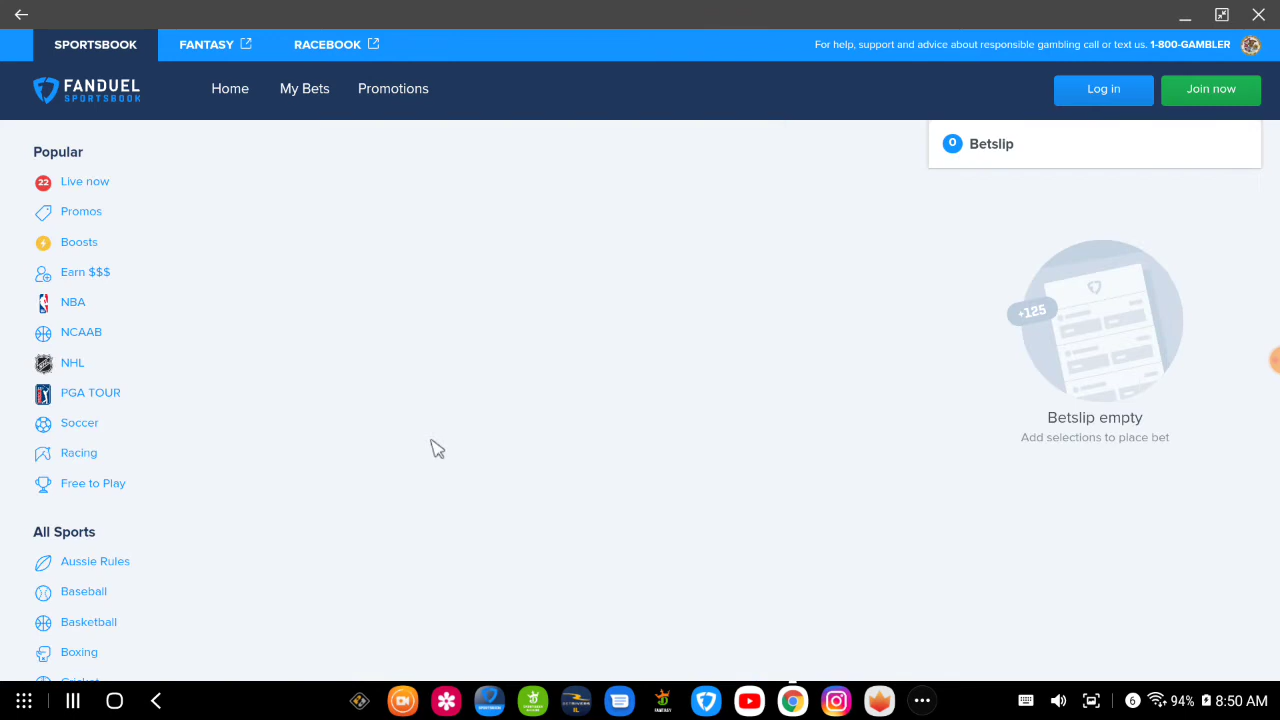 SPORTSBOOK FANTASY RACEBOOK For help, support and advice about responsible gambling call or text us. 1-800-GAMBLER
FANDUEL
SPORTSBOOK
Home My Bets Promotions Log in Join now
Popular
0 Betslip
22 Live now
Promos
Boosts
Earn $$$
NBA
+125
NCAAB
NHL
PGA TOUR
Betslip empty
Soccer
Add selections to place bet
Racing
Free to Play
All Sports
Aussie Rules
Baseball
Basketball
Boxing
Cricket
6 94% 8:50 AM